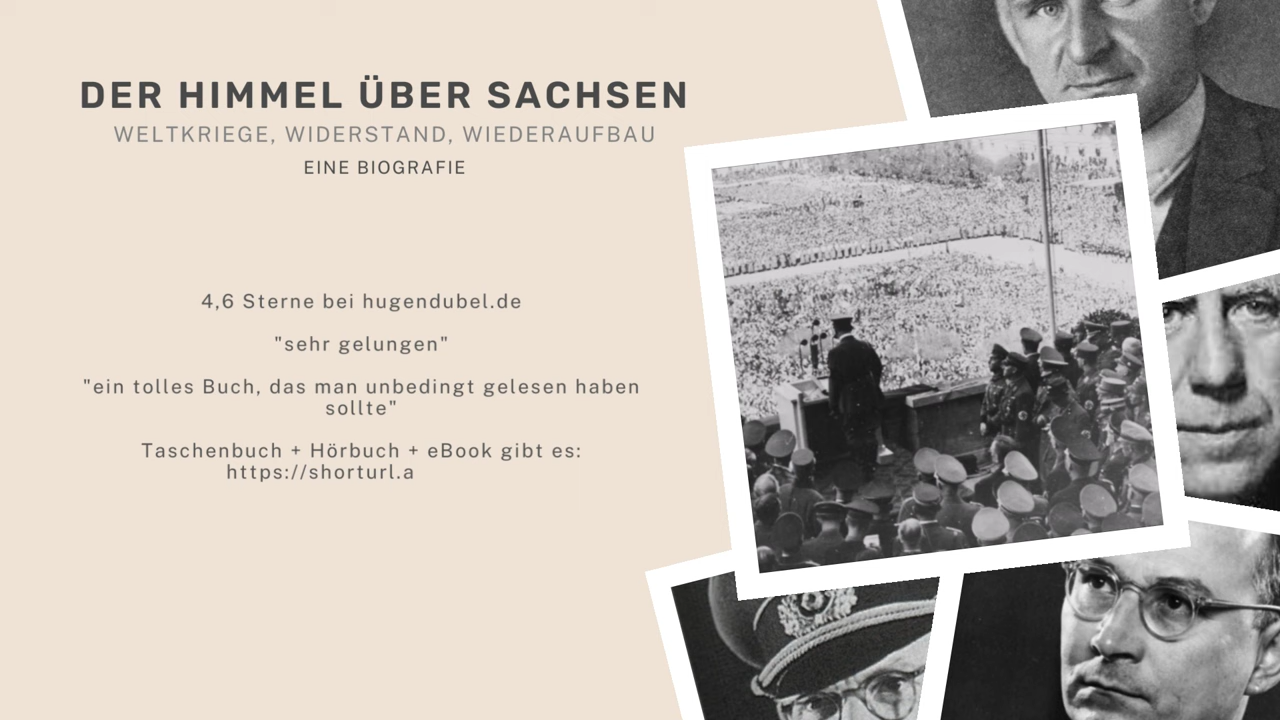 DER HIMMEL ÜBER SACHSEN
WELTKRIEGE, WIDERSTAND, WIEDERAUFBAU
EINE BIOGRAFIE
4,6 Sterne bei hugendubel.de
"sehr gelungen"
"ein tolles Buch, das man unbedingt gelesen haben
sollte"
Taschenbuch + Hörbuch + eBook gibt es:
https://shorturl.a